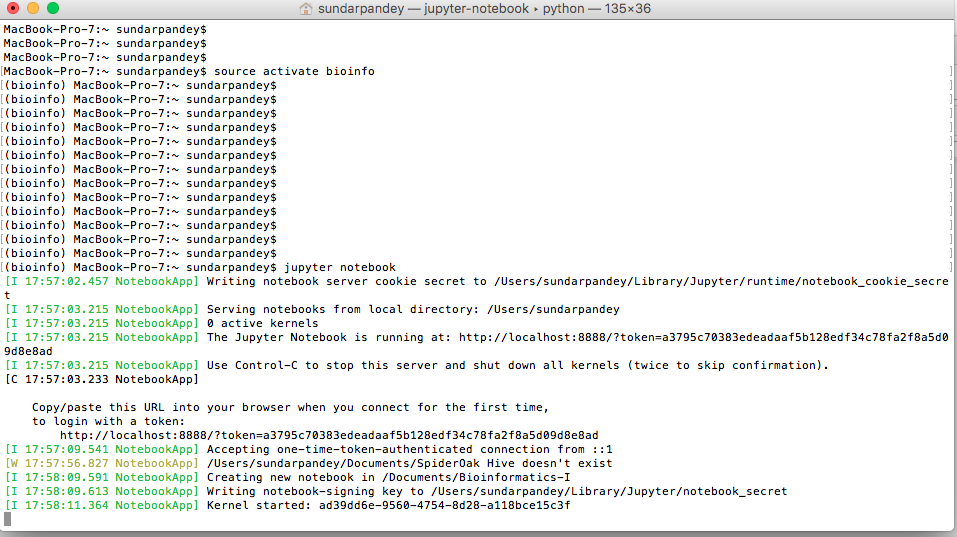 sundarpandey — jupyter-notebook ▸ python — 135×36
MacBook-Pro-7:~ sundarpandey$
MacBook-Pro-7:~ sundarpandey$
MacBook-Pro-7:~ sundarpandey$
[MacBook-Pro-7:~ sundarpandey$ source activate bioinfo ]
[(bioinfo) MacBook-Pro-7:~ sundarpandey$ ]
[(bioinfo) MacBook-Pro-7:~ sundarpandey$ ]
[(bioinfo) MacBook-Pro-7:~ sundarpandey$ ]
[(bioinfo) MacBook-Pro-7:~ sundarpandey$ ]
[(bioinfo) MacBook-Pro-7:~ sundarpandey$ ]
[(bioinfo) MacBook-Pro-7:~ sundarpandey$ ]
[(bioinfo) MacBook-Pro-7:~ sundarpandey$ ]
[(bioinfo) MacBook-Pro-7:~ sundarpandey$ ]
[(bioinfo) MacBook-Pro-7:~ sundarpandey$ ]
[(bioinfo) MacBook-Pro-7:~ sundarpandey$ ]
[(bioinfo) MacBook-Pro-7:~ sundarpandey$ ]
[(bioinfo) MacBook-Pro-7:~ sundarpandey$ ]
[(bioinfo) MacBook-Pro-7:~ sundarpandey$ ]
[(bioinfo) MacBook-Pro-7:~ sundarpandey$ jupyter notebook ]
[I 17:57:02.457 NotebookApp] Writing notebook server cookie secret to /Users/sundarpandey/Library/Jupyter/runtime/notebook_cookie_secre
t
[I 17:57:03.215 NotebookApp] Serving notebooks from local directory: /Users/sundarpandey
[I 17:57:03.215 NotebookApp] 0 active kernels
[I 17:57:03.215 NotebookApp] The Jupyter Notebook is running at: http://localhost:8888/?token=a3795c70383edeadaaf5b128edf34c78fa2f8a5d0
9d8e8ad
[I 17:57:03.215 NotebookApp] Use Control-C to stop this server and shut down all kernels (twice to skip confirmation).
[C 17:57:03.233 NotebookApp]
Copy/paste this URL into your browser when you connect for the first time,
to login with a token:
http://localhost:8888/?token=a3795c70383edeadaaf5b128edf34c78fa2f8a5d09d8e8ad
[I 17:57:09.541 NotebookApp] Accepting one-time-token-authenticated connection from ::1
[W 17:57:56.827 NotebookApp] /Users/sundarpandey/Documents/SpiderOak Hive doesn't exist
[I 17:58:09.591 NotebookApp] Creating new notebook in /Documents/Bioinformatics-I
[I 17:58:09.613 NotebookApp] Writing notebook-signing key to /Users/sundarpandey/Library/Jupyter/notebook_secret
[I 17:58:11.364 NotebookApp] Kernel started: ad39dd6e-9560-4754-8d28-a118bce15c3f